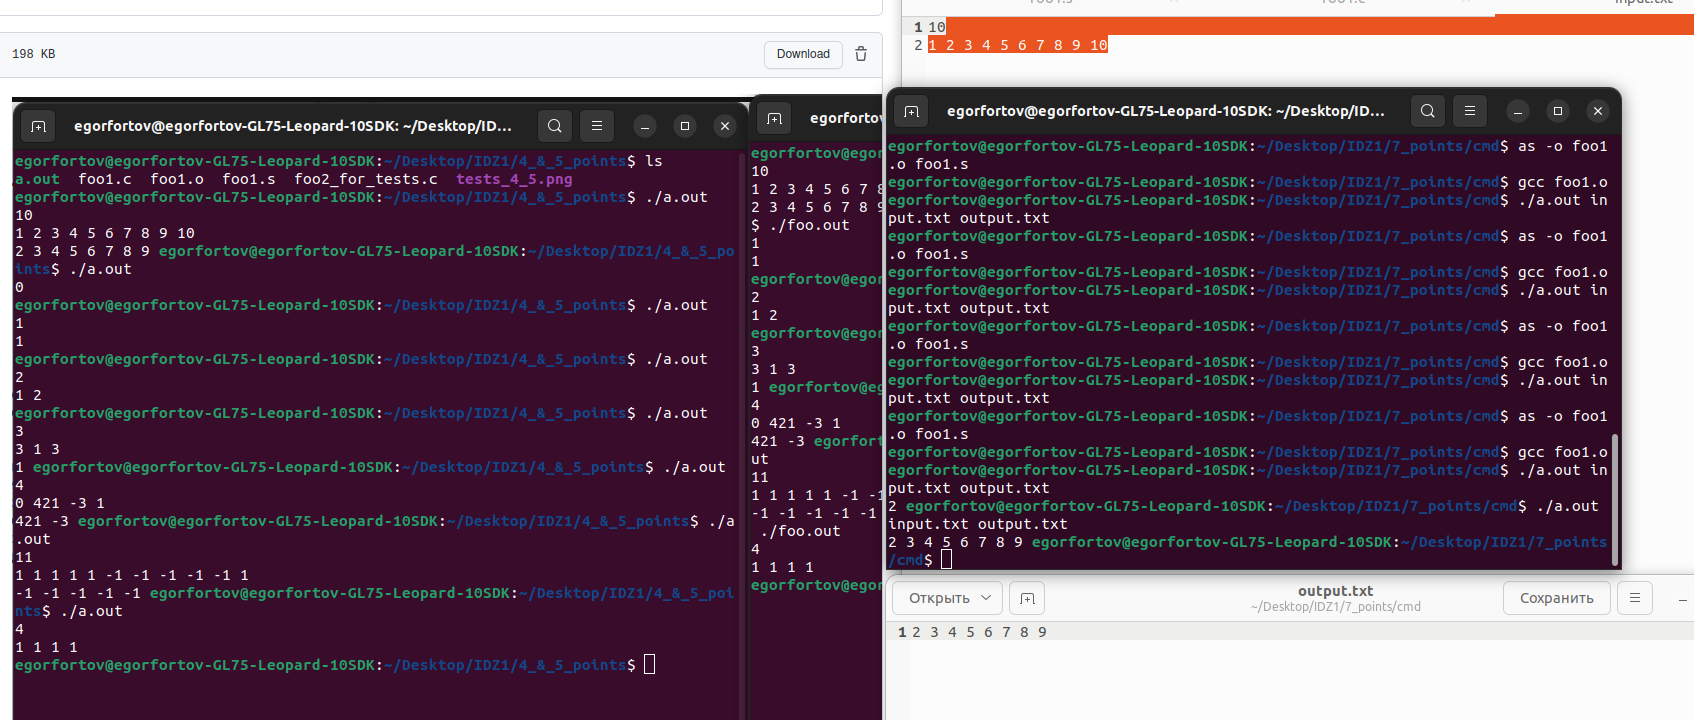 198 KB
Download
egorfortov@egorfortov-GL75-Leopard-10SDK: ~/Desktop/ID...
egorfortov@egorfortov-GL75-Leopard-10SDK:~/Desktop/IDZ1/4_&_5_points$ ls
a.out  foo1.c  foo1.o  foo1.s  foo2_for_tests.c  tests_4_5.png
egorfortov@egorfortov-GL75-Leopard-10SDK:~/Desktop/IDZ1/4_&_5_points$ ./a.out
10
1 2 3 4 5 6 7 8 9 10
2 3 4 5 6 7 8 9 egorfortov@egorfortov-GL75-Leopard-10SDK:~/Desktop/IDZ1/4_&_5_po
ints$ ./a.out
0
egorfortov@egorfortov-GL75-Leopard-10SDK:~/Desktop/IDZ1/4_&_5_points$ ./a.out
1
1
egorfortov@egorfortov-GL75-Leopard-10SDK:~/Desktop/IDZ1/4_&_5_points$ ./a.out
2
1 2
egorfortov@egorfortov-GL75-Leopard-10SDK:~/Desktop/IDZ1/4_&_5_points$ ./a.out
3
3 1 3
1 egorfortov@egorfortov-GL75-Leopard-10SDK:~/Desktop/IDZ1/4_&_5_points$ ./a.out
4
0 421 -3 1
421 -3 egorfortov@egorfortov-GL75-Leopard-10SDK:~/Desktop/IDZ1/4_&_5_points$ ./a
.out
11
1 1 1 1 1 -1 -1 -1 -1 -1 1
-1 -1 -1 -1 -1 egorfortov@egorfortov-GL75-Leopard-10SDK:~/Desktop/IDZ1/4_&_5_poi
nts$ ./a.out
4
1 1 1 1
egorfortov@egorfortov-GL75-Leopard-10SDK:~/Desktop/IDZ1/4_&_5_points$
egorforto
egorfortov@egor
10
1 2 3 4 5 6 7 8
2 3 4 5 6 7 8 9
$ ./foo.out
1
1
egorfortov@egor
2
1 2
egorfortov@egor
3
3 1 3
1 egorfortov@eg
4
0 421 -3 1
421 -3 egorfort
ut
11
1 1 1 1 1 -1 -1
-1 -1 -1 -1 -1
./foo.out
4
1 1 1 1
egorfortov@egor
input.txt
1 10
2 1 2 3 4 5 6 7 8 9 10
egorfortov@egorfortov-GL75-Leopard-10SDK: ~/Desktop/ID...
egorfortov@egorfortov-GL75-Leopard-10SDK:~/Desktop/IDZ1/7_points/cmd$ as -o foo1
.o foo1.s
egorfortov@egorfortov-GL75-Leopard-10SDK:~/Desktop/IDZ1/7_points/cmd$ gcc foo1.o
egorfortov@egorfortov-GL75-Leopard-10SDK:~/Desktop/IDZ1/7_points/cmd$ ./a.out in
put.txt output.txt
egorfortov@egorfortov-GL75-Leopard-10SDK:~/Desktop/IDZ1/7_points/cmd$ as -o foo1
.o foo1.s
egorfortov@egorfortov-GL75-Leopard-10SDK:~/Desktop/IDZ1/7_points/cmd$ gcc foo1.o
egorfortov@egorfortov-GL75-Leopard-10SDK:~/Desktop/IDZ1/7_points/cmd$ ./a.out in
put.txt output.txt
egorfortov@egorfortov-GL75-Leopard-10SDK:~/Desktop/IDZ1/7_points/cmd$ as -o foo1
.o foo1.s
egorfortov@egorfortov-GL75-Leopard-10SDK:~/Desktop/IDZ1/7_points/cmd$ gcc foo1.o
egorfortov@egorfortov-GL75-Leopard-10SDK:~/Desktop/IDZ1/7_points/cmd$ ./a.out in
put.txt output.txt
egorfortov@egorfortov-GL75-Leopard-10SDK:~/Desktop/IDZ1/7_points/cmd$ as -o foo1
.o foo1.s
egorfortov@egorfortov-GL75-Leopard-10SDK:~/Desktop/IDZ1/7_points/cmd$ gcc foo1.o
egorfortov@egorfortov-GL75-Leopard-10SDK:~/Desktop/IDZ1/7_points/cmd$ ./a.out in
put.txt output.txt
2 egorfortov@egorfortov-GL75-Leopard-10SDK:~/Desktop/IDZ1/7_points/cmd$ ./a.out
input.txt output.txt
2 3 4 5 6 7 8 9 egorfortov@egorfortov-GL75-Leopard-10SDK:~/Desktop/IDZ1/7_points
/cmd$
Открыть
output.txt
~/Desktop/IDZ1/7_points/cmd
Сохранить
1 2 3 4 5 6 7 8 9